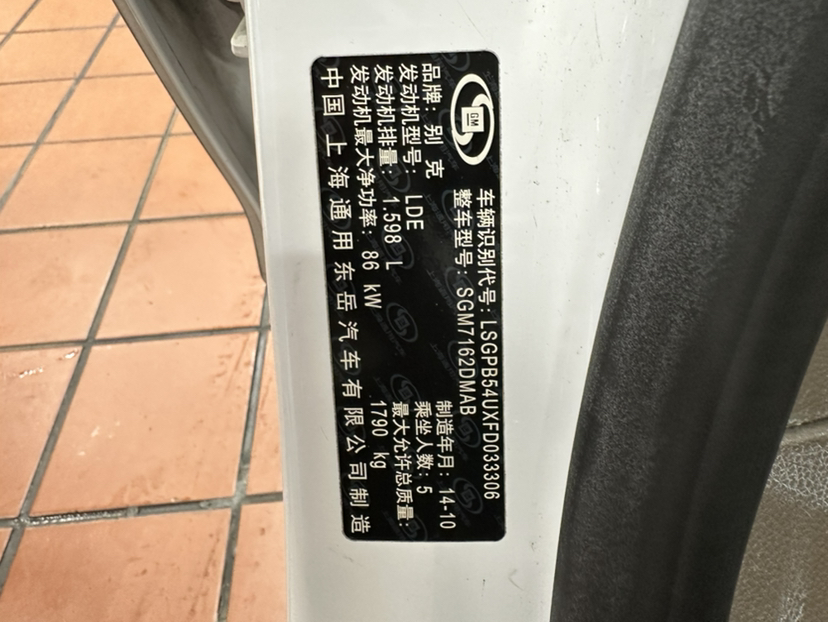 GM
车辆识别代号: LSGPB54UXFD033306
品牌: 别 克
整车型号: SGM7162DMAB
发动机型号: LDE
制造年月: 14-10
发动机排量: 1.598 L
乘坐人数: 5
发动机最大净功率: 86 kW
最大允许总质量: 1790 kg
中国 上海通用东岳汽车有限公司制造